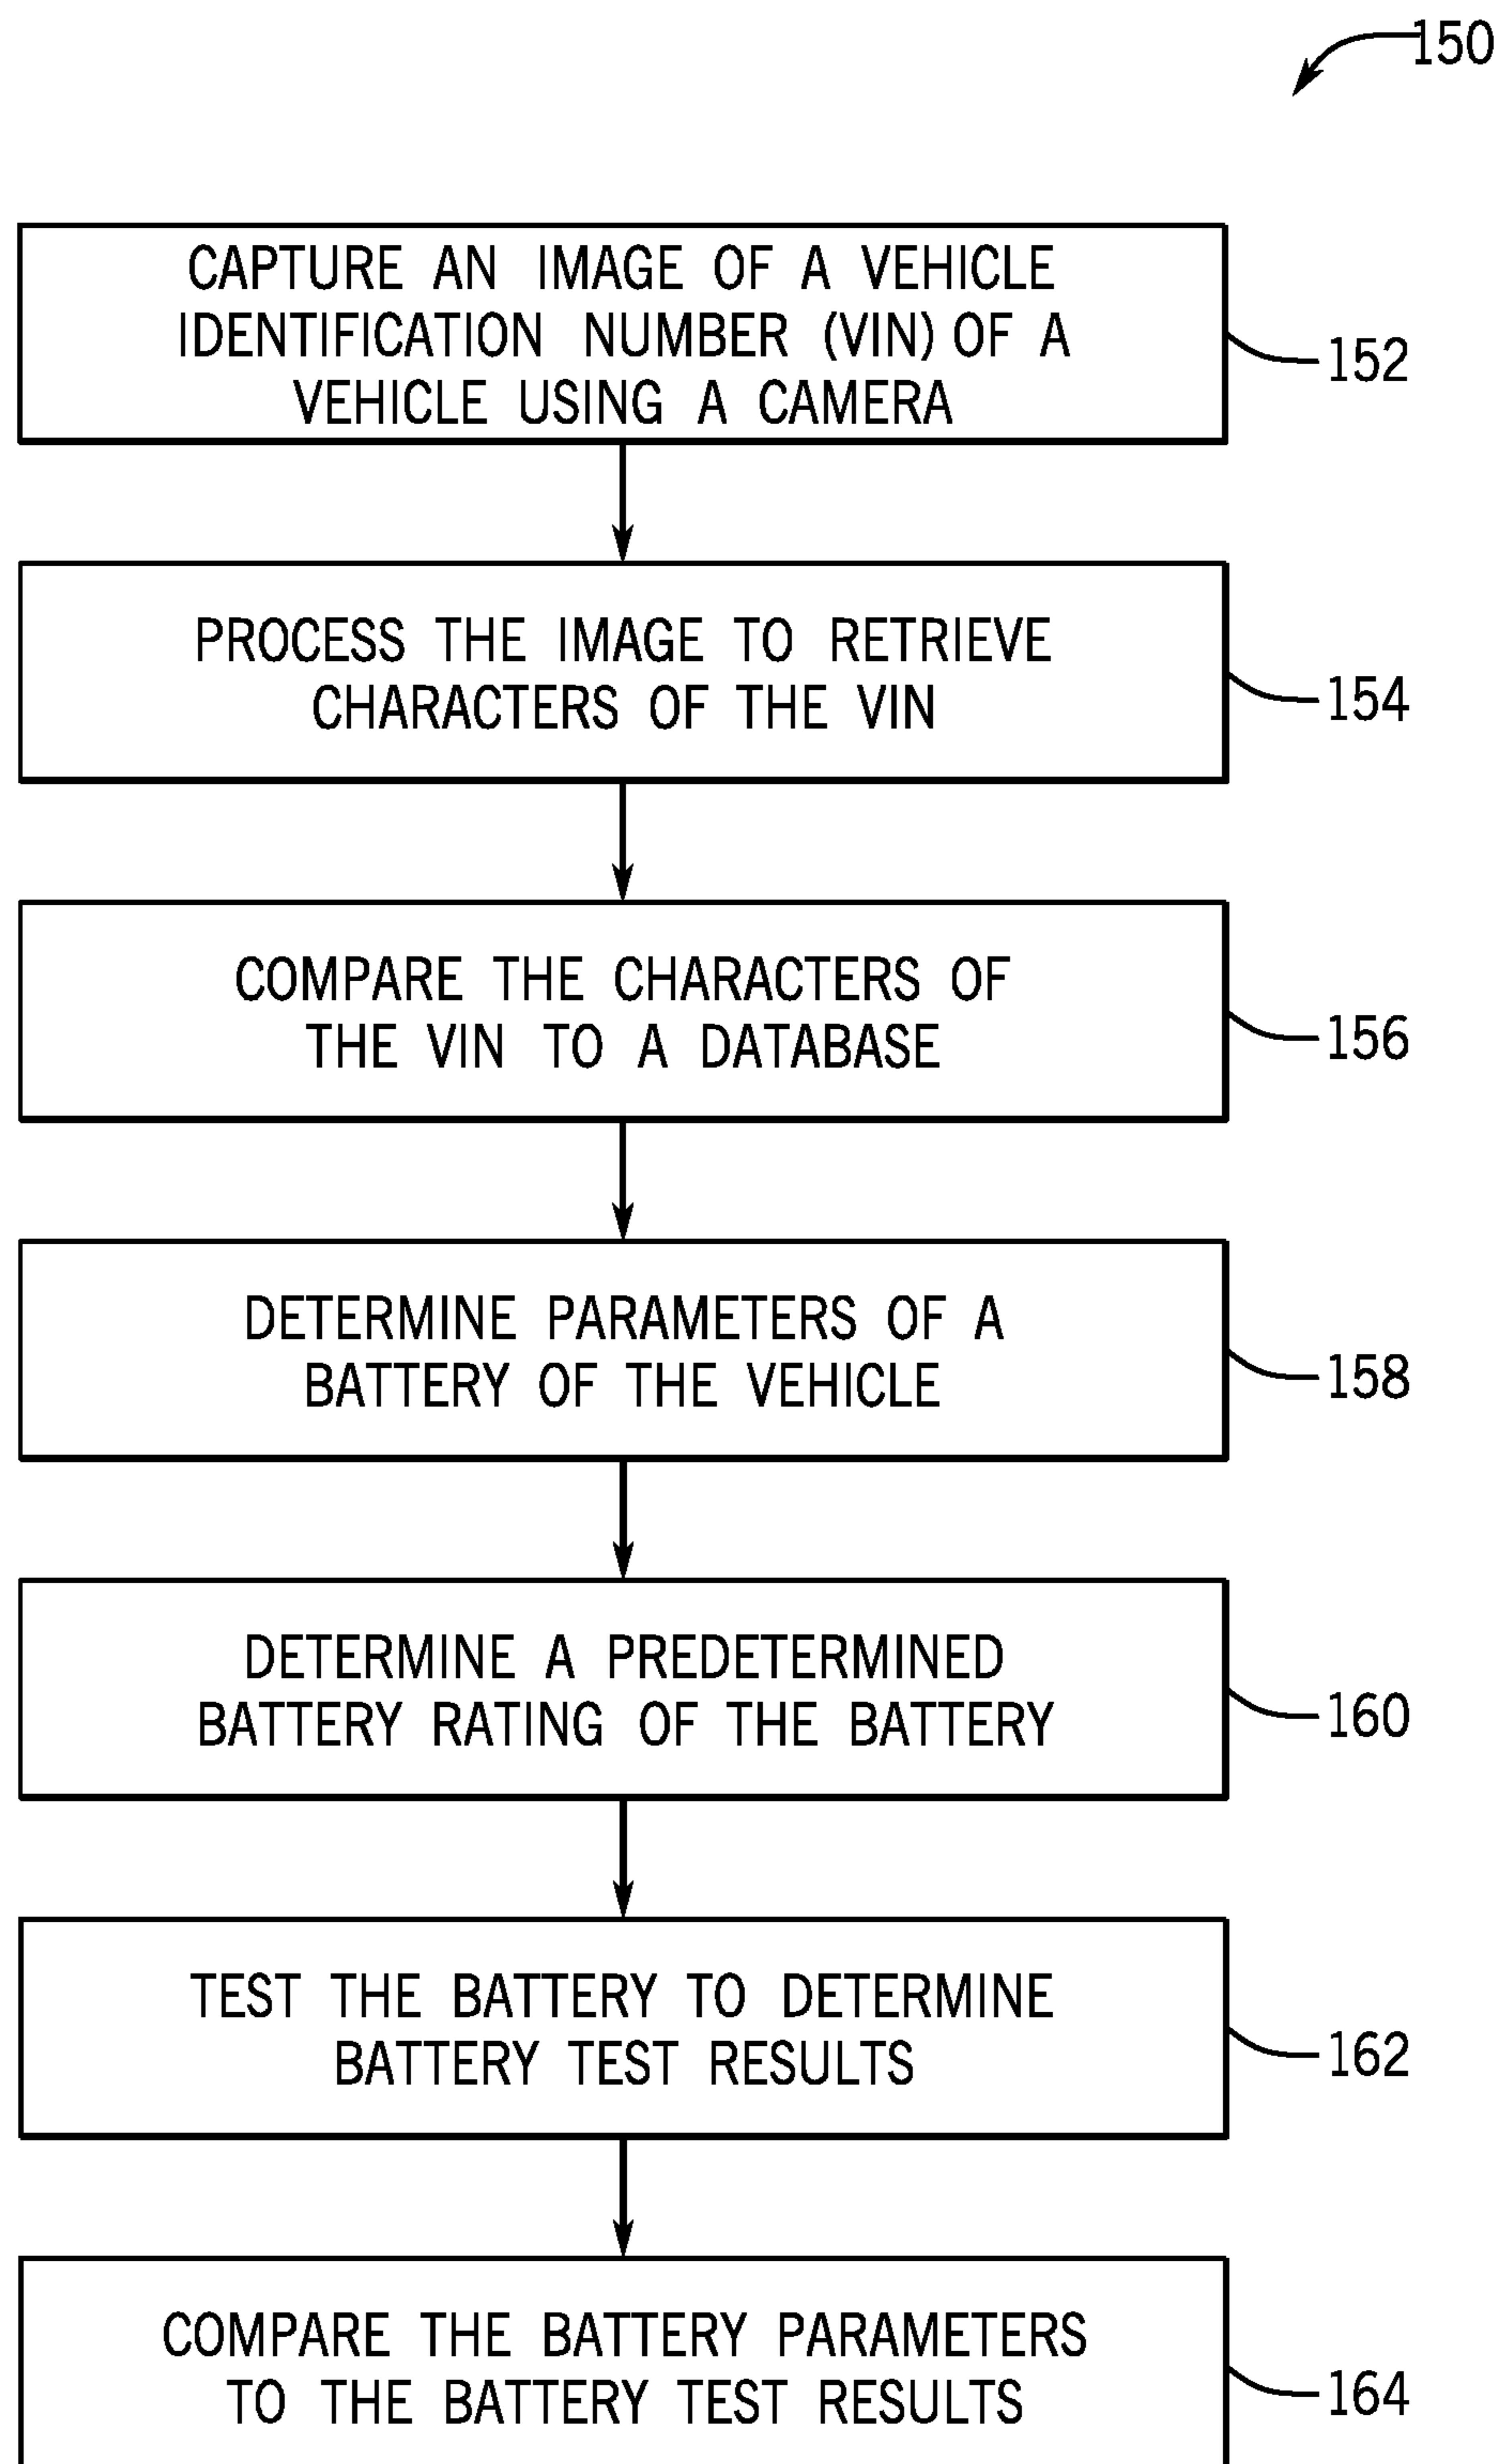 150
CAPTURE AN IMAGE OF A VEHICLE
IDENTIFICATION NUMBER (VIN) OF A
VEHICLE USING A CAMERA
152
PROCESS THE IMAGE TO RETRIEVE
CHARACTERS OF THE VIN
154
COMPARE THE CHARACTERS OF
THE VIN TO A DATABASE
156
DETERMINE PARAMETERS OF A
BATTERY OF THE VEHICLE
158
DETERMINE A PREDETERMINED
BATTERY RATING OF THE BATTERY
160
TEST THE BATTERY TO DETERMINE
BATTERY TEST RESULTS
162
COMPARE THE BATTERY PARAMETERS
TO THE BATTERY TEST RESULTS
164